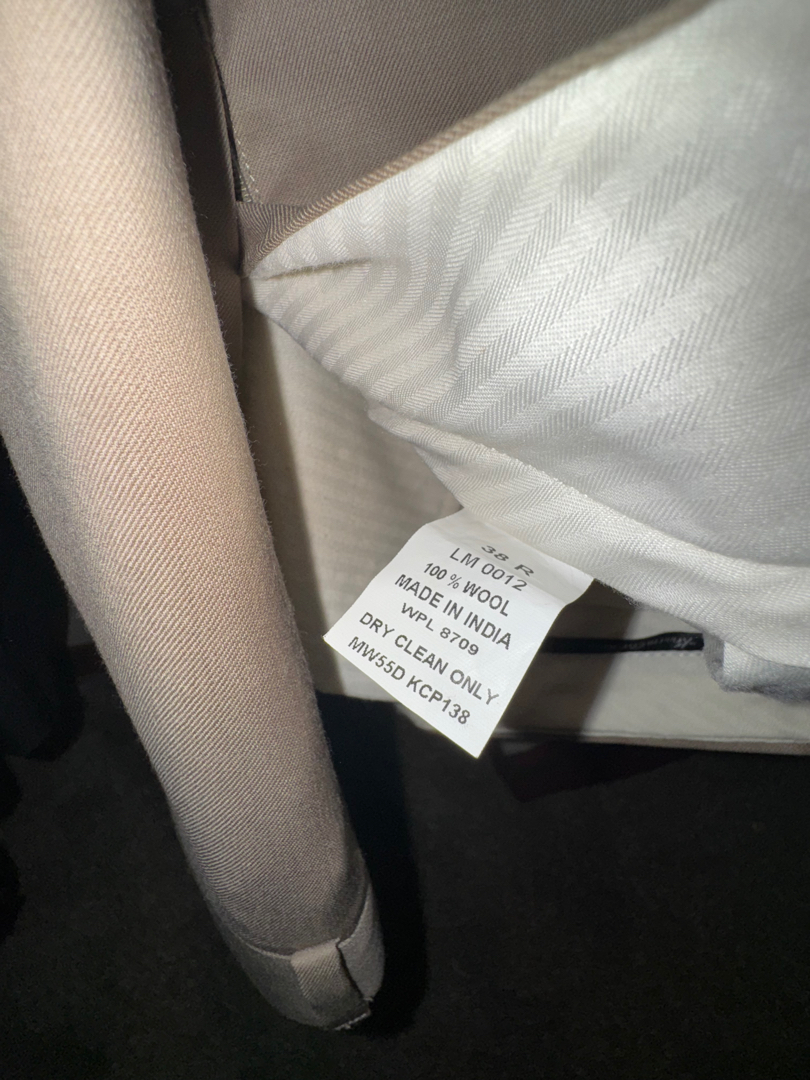 38 R
LM 0012
100 % WOOL
MADE IN INDIA
WPL 8709
DRY CLEAN ONLY
MW55D KCP138